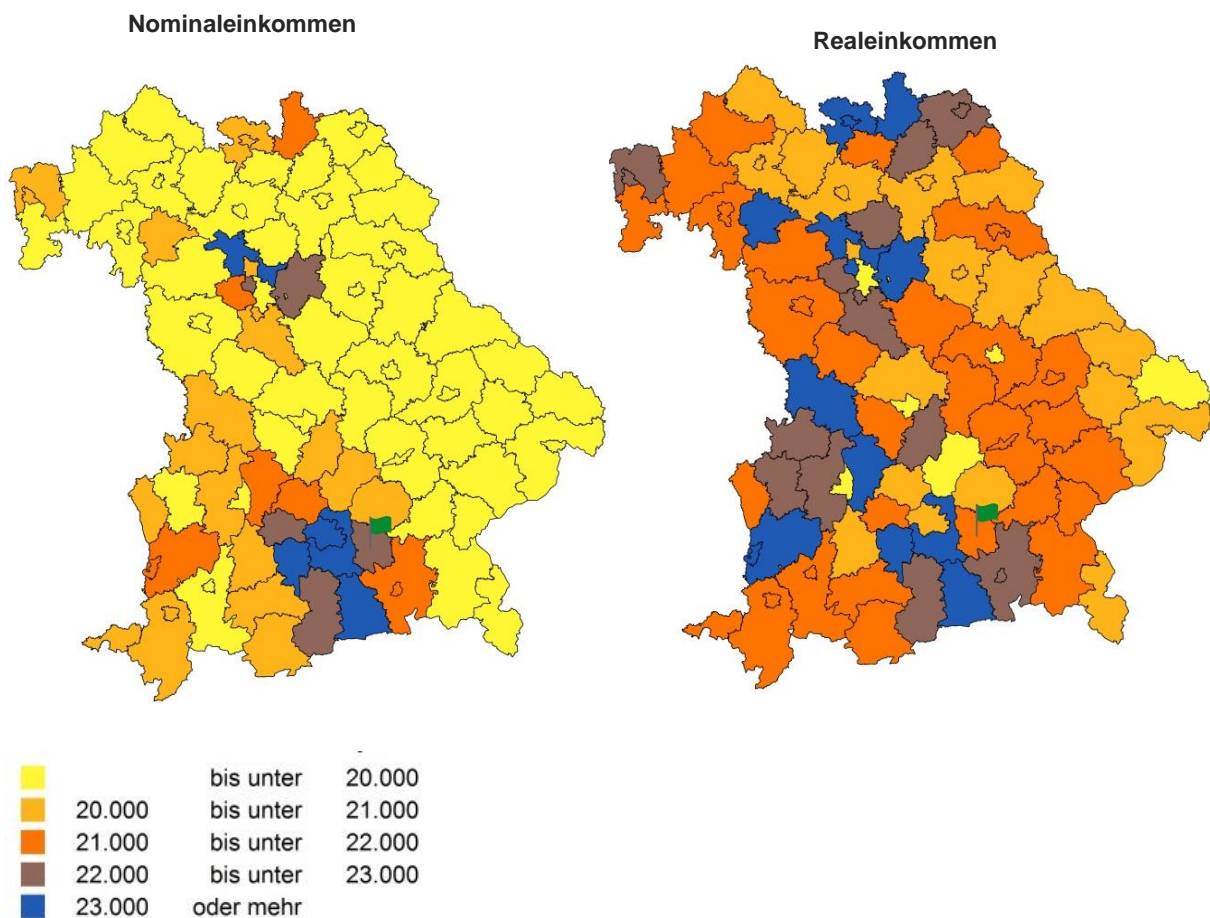 Nominaleinkommen
Realeinkommen
bis unter 20.000
20.000 bis unter 21.000
21.000 bis unter 22.000
22.000 bis unter 23.000
23.000 oder mehr